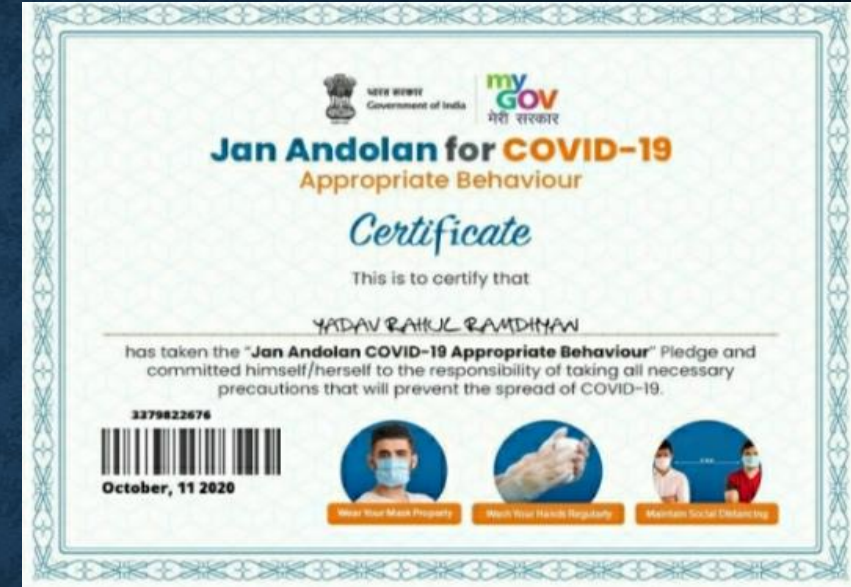 भारत सरकार
Government of India
my
GOV
मेरी सरकार
Jan Andolan for COVID-19
Appropriate Behaviour
Certificate
This is to certify that
YADAV RAHUL RAMDHYAN
has taken the "Jan Andolan COVID-19 Appropriate Behaviour" Pledge and
committed himself/herself to the responsibility of taking all necessary
precautions that will prevent the spread of COVID-19.
3379822676
October, 11 2020
Wear Your Mask Properly
Wash Your Hands Regularly
Maintain Social Distancing